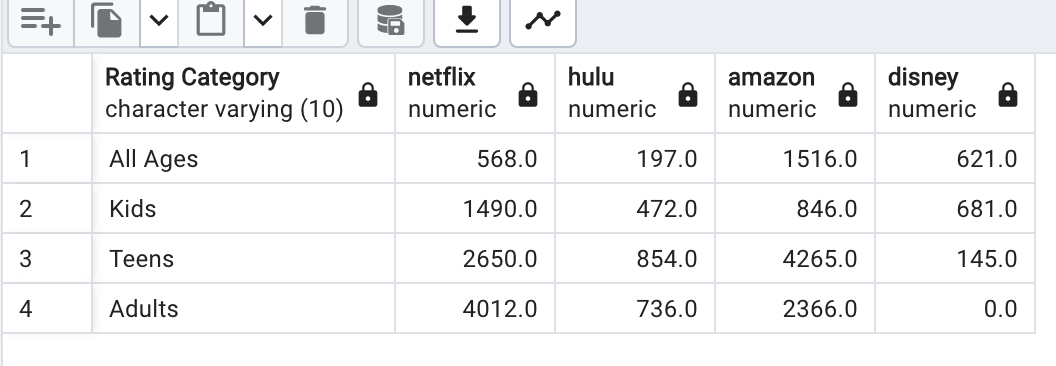 Rating Category netflix hulu amazon disney
character varying (10) numeric numeric numeric numeric
1 All Ages 568.0 197.0 1516.0 621.0
2 Kids 1490.0 472.0 846.0 681.0
3 Teens 2650.0 854.0 4265.0 145.0
4 Adults 4012.0 736.0 2366.0 0.0